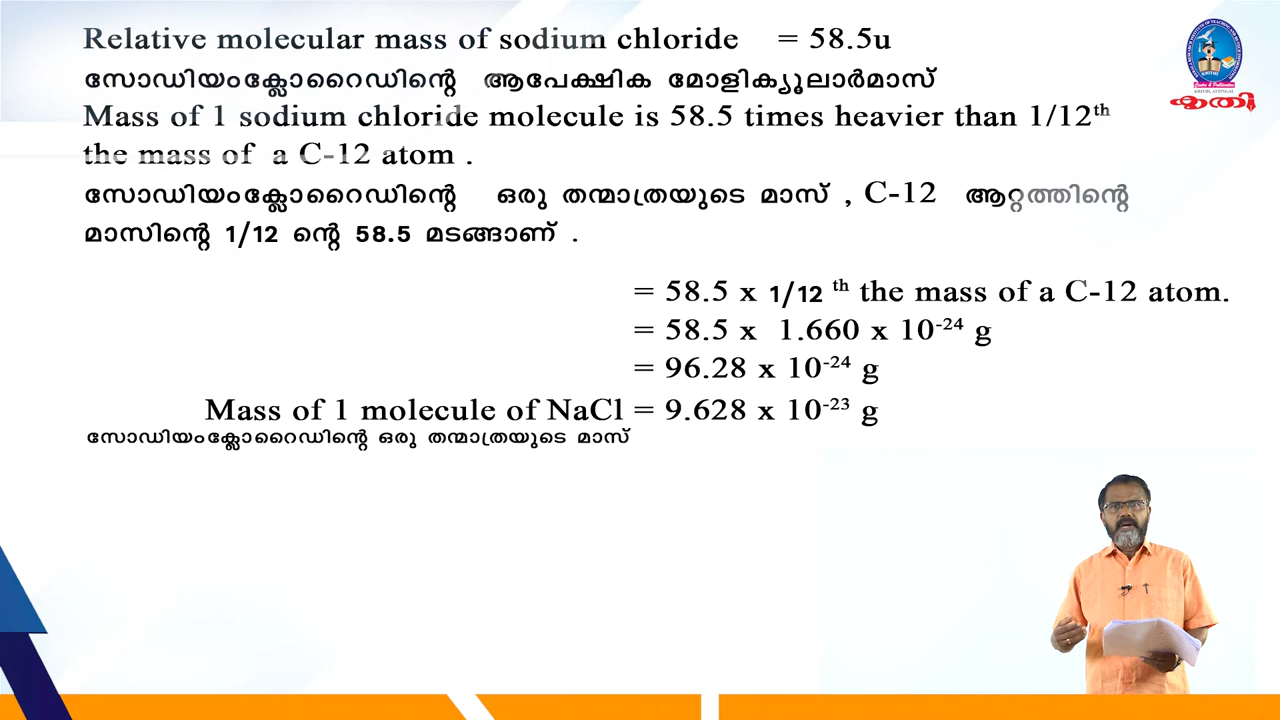 Relative molecular mass of sodium chloride = 58.5u
സോഡിയംക്ലോറൈഡിന്റെ ആപേക്ഷിക മോളിക്യൂലാർമാസ്
Mass of 1 sodium chloride molecule is 58.5 times heavier than 1/12th
the mass of a C-12 atom .
സോഡിയംക്ലോറൈഡിന്റെ ഒരു തന്മാത്രയുടെ മാസ് , C-12 ആറ്റത്തിന്റെ
മാസിന്റെ 1/12 ന്റെ 58.5 മടങ്ങാണ് .
= 58.5 x 1/12 th the mass of a C-12 atom.
= 58.5 x 1.660 x 10-24 g
= 96.28 x 10-24 g
Mass of 1 molecule of NaCl = 9.628 x 10-23 g
സോഡിയംക്ലോറൈഡിന്റെ ഒരു തന്മാത്രയുടെ മാസ്
കൃതി